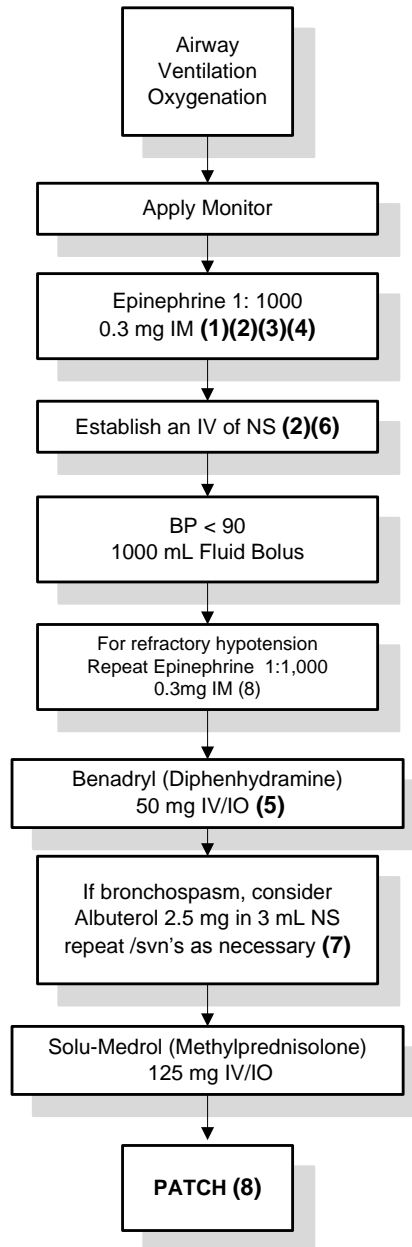 Airway
Ventilation
Oxygenation
Apply Monitor
Epinephrine 1: 1000
0.3 mg IM (1)(2)(3)(4)
Establish an IV of NS (2)(6)
BP < 90
1000 mL Fluid Bolus
For refractory hypotension
Repeat Epinephrine 1:1,000
0.3mg IM (8)
Benadryl (Diphenhydramine)
50 mg IV/IO (5)
If bronchospasm, consider
Albuterol 2.5 mg in 3 mL NS
repeat /svn's as necessary (7)
Solu-Medrol (Methylprednisolone)
125 mg IV/IO
PATCH (8)